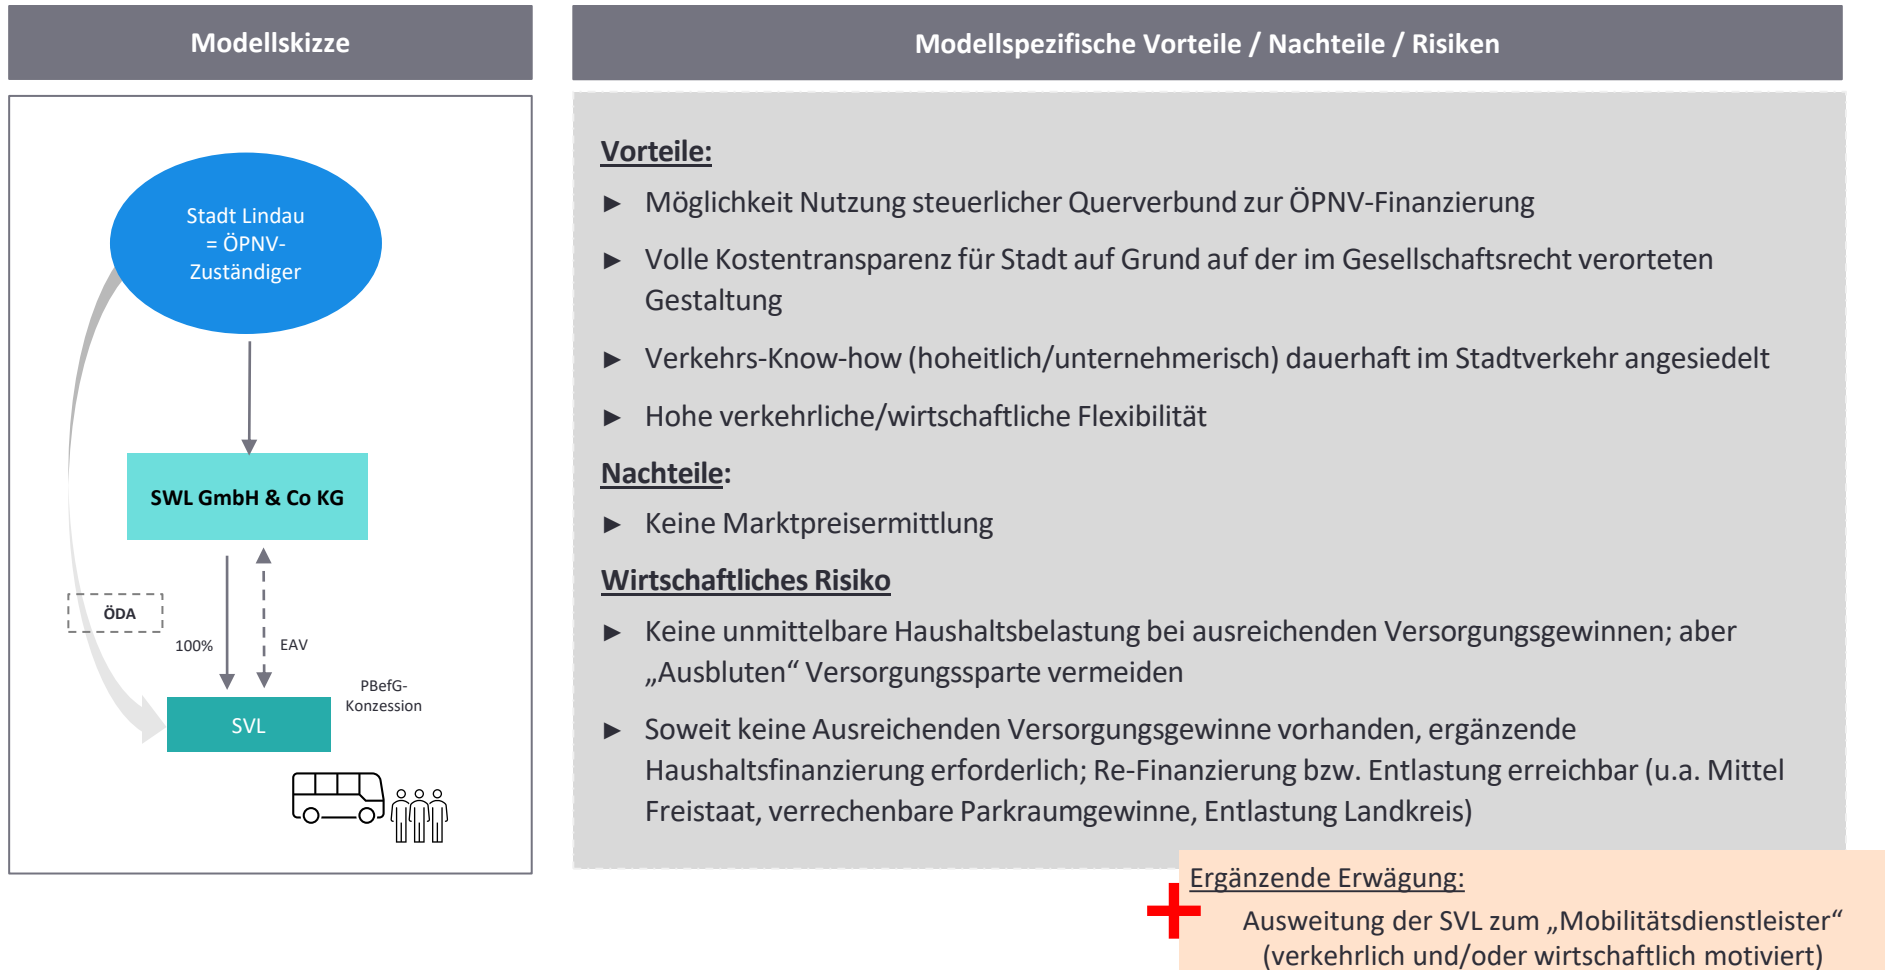 Modellskizze
Stadt Lindau
= ÖPNV-
Zuständiger
SWL GmbH & Co KG
ÖDA
100%
EAV
PBefG-
Konzession
SVL
Modellspezifische Vorteile / Nachteile / Risiken
Vorteile:
► Möglichkeit Nutzung steuerlicher Querverbund zur ÖPNV-Finanzierung
► Volle Kostentransparenz für Stadt auf Grund auf der im Gesellschaftsrecht verorteten
Gestaltung
► Verkehrs-Know-how (hoheitlich/unternehmerisch) dauerhaft im Stadtverkehr angesiedelt
► Hohe verkehrliche/wirtschaftliche Flexibilität
Nachteile:
► Keine Marktpreisermittlung
Wirtschaftliches Risiko
► Keine unmittelbare Haushaltsbelastung bei ausreichenden Versorgungsgewinnen; aber
„Ausbluten“ Versorgungssparte vermeiden
► Soweit keine Ausreichenden Versorgungsgewinne vorhanden, ergänzende
Haushaltsfinanzierung erforderlich; Re-Finanzierung bzw. Entlastung erreichbar (u.a. Mittel
Freistaat, verrechenbare Parkraumgewinne, Entlastung Landkreis)
Ergänzende Erwägung:
Ausweitung der SVL zum „Mobilitätsdienstleister“
(verkehrlich und/oder wirtschaftlich motiviert)